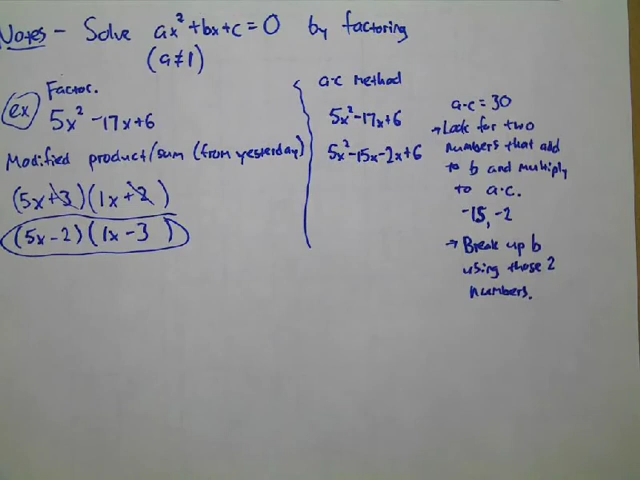 Notes - Solve ax² + bx + c = 0 by factoring
(a ≠ 1)
ex Factor.
5x² - 17x + 6
Modified product/sum (from yesterday)
(5x + 3)(1x + 2)
(5x - 2)(1x - 3)
a·c method
5x² - 17x + 6
5x² - 15x - 2x + 6
a·c = 30
→ Look for two
numbers that add
to b and multiply
to a·c.
-15, -2
→ Break up b
using those 2
numbers.